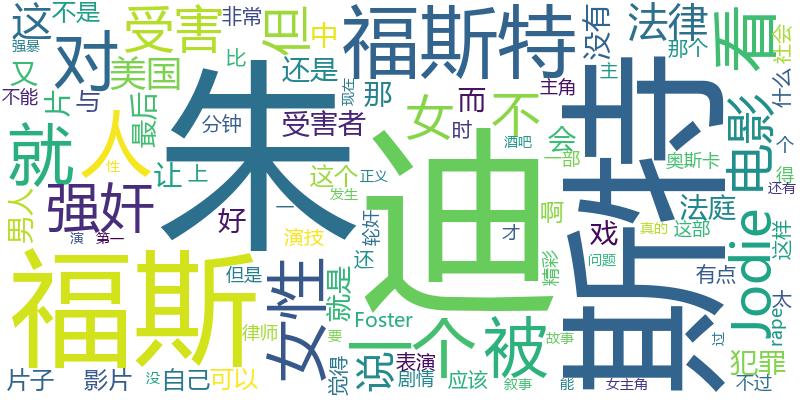 这
不是
受害
非常
但
中
福斯特
没有
法律
那个
看
社会
强暴
对
又
美国
比
还是
那
主角
主
什么
不能
片
与
最后
朱
迪
斯特
电影
就
人
分钟
受害者
现在
女
而
时
不
会
酒吧
一部
奥斯卡
个
得
还有
男人
强奸
让
上
性
好
这个
发生
正义
轮奸
啊
戏
法庭
真的
这部
这样
演
第一
一
演技
还
才
精彩
问题
有点
太
福斯
但是
女性
就是
Foster
一个
被
故事
Jodie
rape
律师
要
觉得
说
表演
剧情
应该
叙事
能
女主角
过
犯罪
不过
片子
影片
没
自己
可以